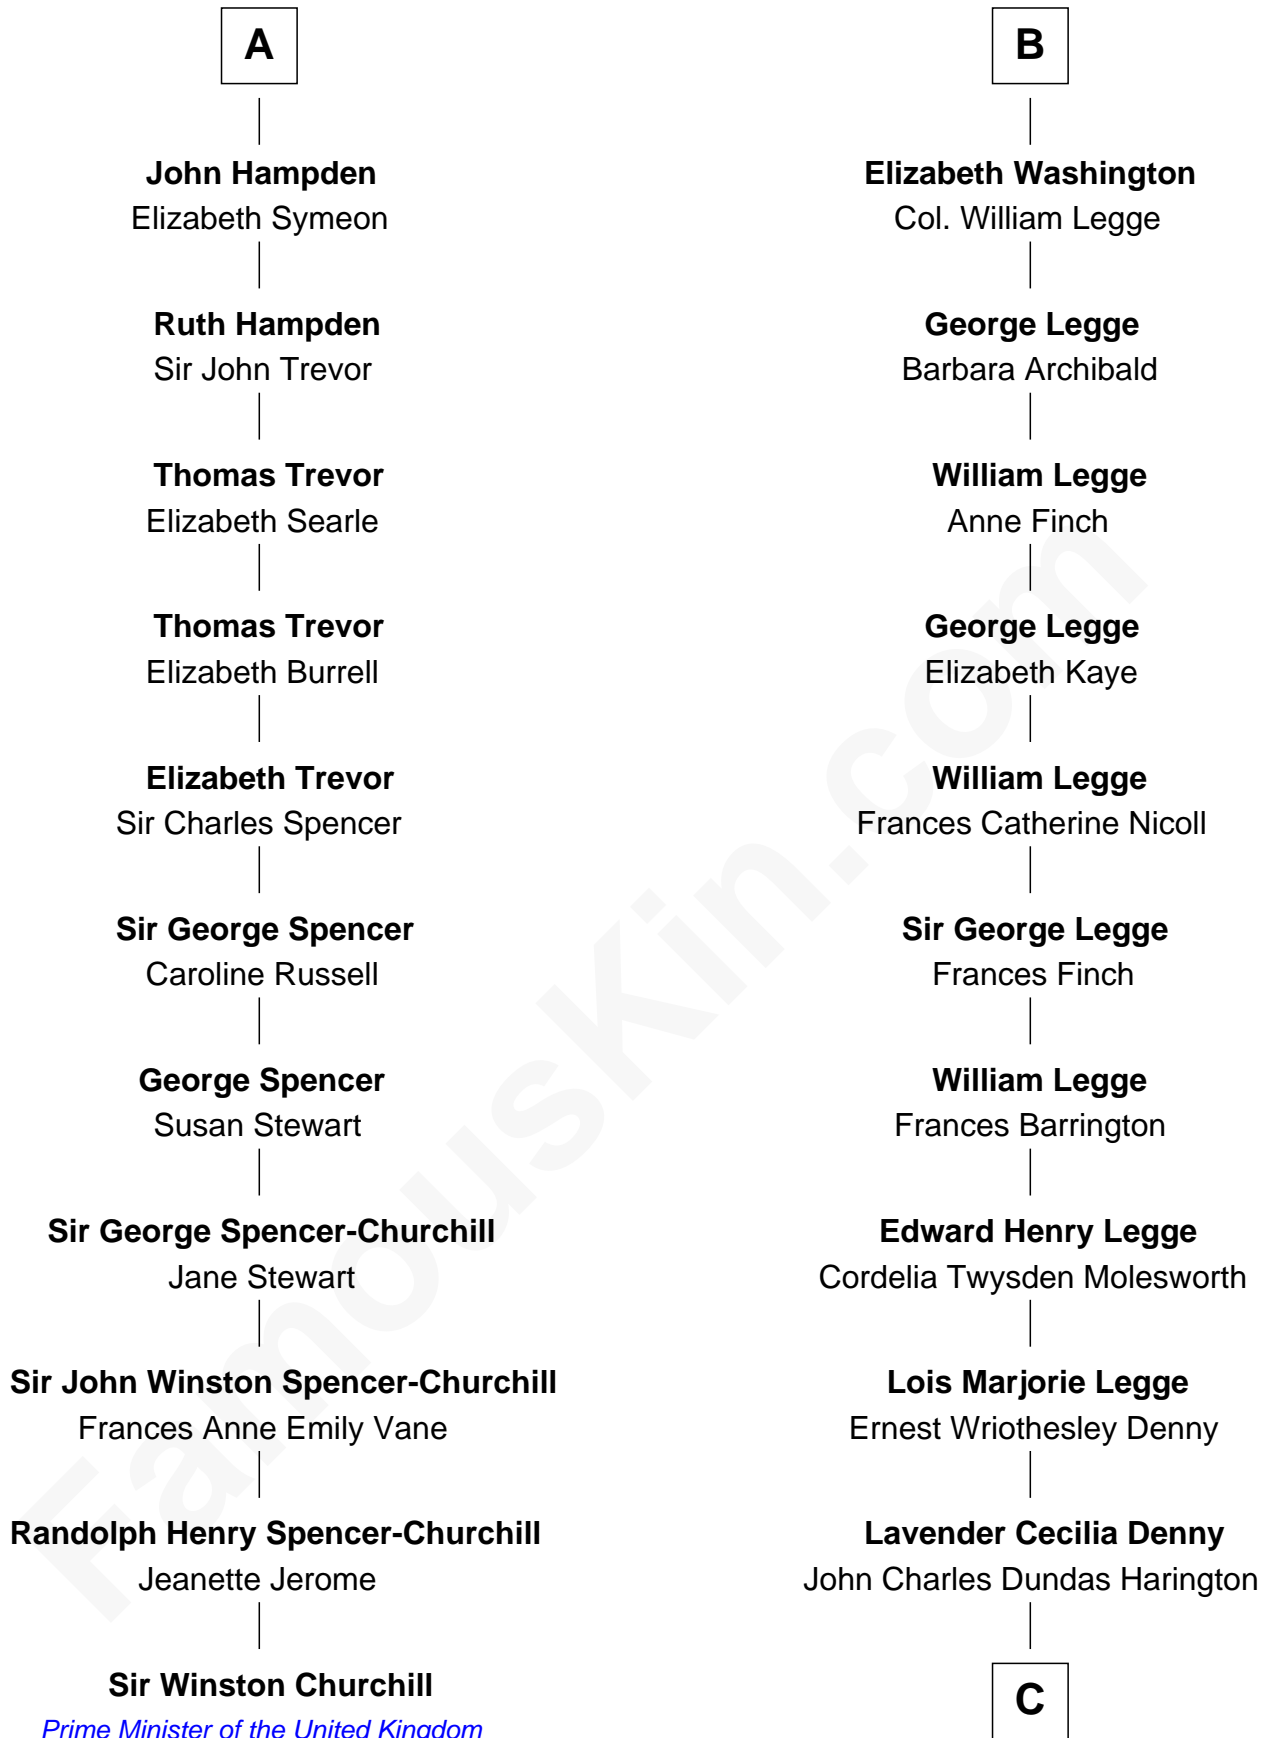 A
John Hampden
Elizabeth Symeon
Ruth Hampden
Sir John Trevor
Thomas Trevor
Elizabeth Searle
Thomas Trevor
Elizabeth Burrell
Elizabeth Trevor
Sir Charles Spencer
Sir George Spencer
Caroline Russell
George Spencer
Susan Stewart
Sir George Spencer-Churchill
Jane Stewart
Sir John Winston Spencer-Churchill
Frances Anne Emily Vane
Randolph Henry Spencer-Churchill
Jeanette Jerome
Sir Winston Churchill
Prime Minister of the United Kingdom
B
Elizabeth Washington
Col. William Legge
George Legge
Barbara Archibald
William Legge
Anne Finch
George Legge
Elizabeth Kaye
William Legge
Frances Catherine Nicoll
Sir George Legge
Frances Finch
William Legge
Frances Barrington
Edward Henry Legge
Cordelia Twysden Molesworth
Lois Marjorie Legge
Ernest Wriothesley Denny
Lavender Cecilia Denny
John Charles Dundas Harington
C
FamousKin.com